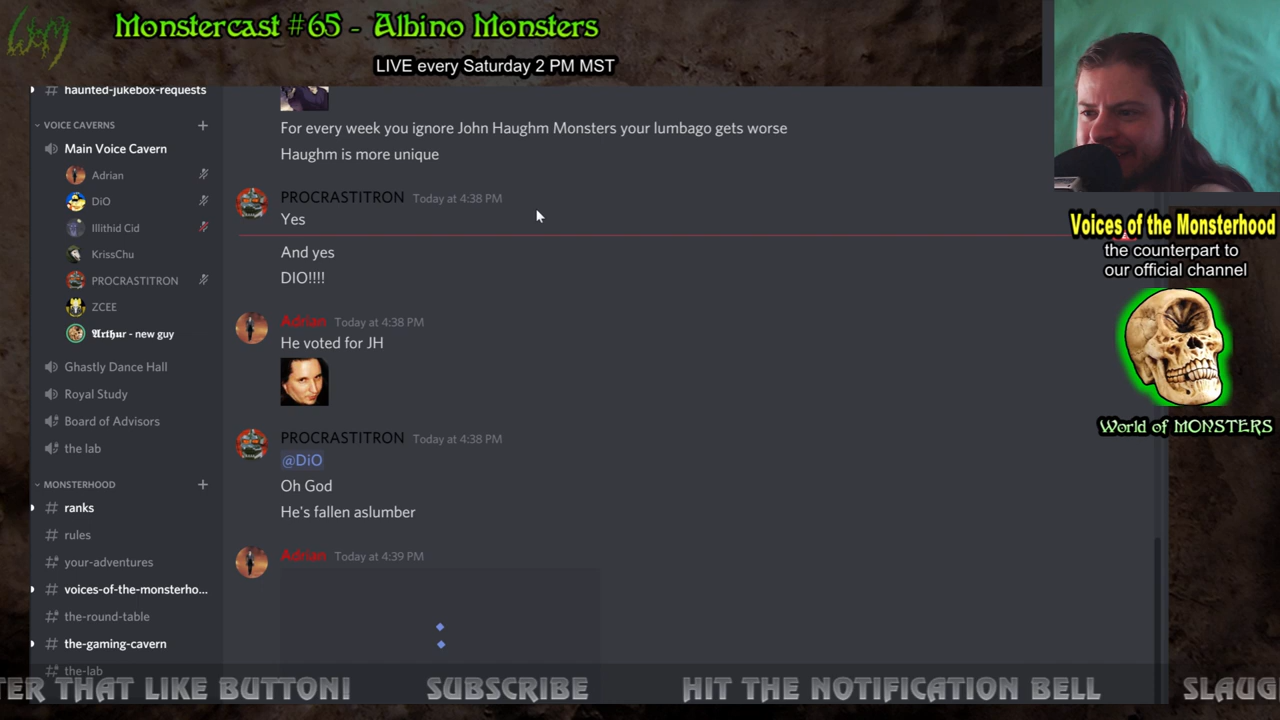 Monstercast #65 - Albino Monsters
LIVE every Saturday 2 PM MST
haunted-jukebox-requests
VOICE CAVERNS
Main Voice Cavern
Adrian
DiO
Illithid Cid
KrissChu
PROCRASTITRON
ZCEE
Arthur - new guy
Ghastly Dance Hall
Royal Study
Board of Advisors
the lab
MONSTERHOOD
ranks
rules
your-adventures
voices-of-the-monsterho...
the-round-table
the-gaming-cavern
the-lab
For every week you ignore John Haughm Monsters your lumbago gets worse
Haughm is more unique
PROCRASTITRON Today at 4:38 PM
Yes
And yes
DIO!!!!
Adrian Today at 4:38 PM
He voted for JH
PROCRASTITRON Today at 4:38 PM
@DiO
Oh God
He's fallen aslumber
Adrian Today at 4:39 PM
Voices of the Monsterhood
the counterpart to
our official channel
World of MONSTERS
TER THAT LIKE BUTTON! SUBSCRIBE HIT THE NOTIFICATION BELL SLAUG